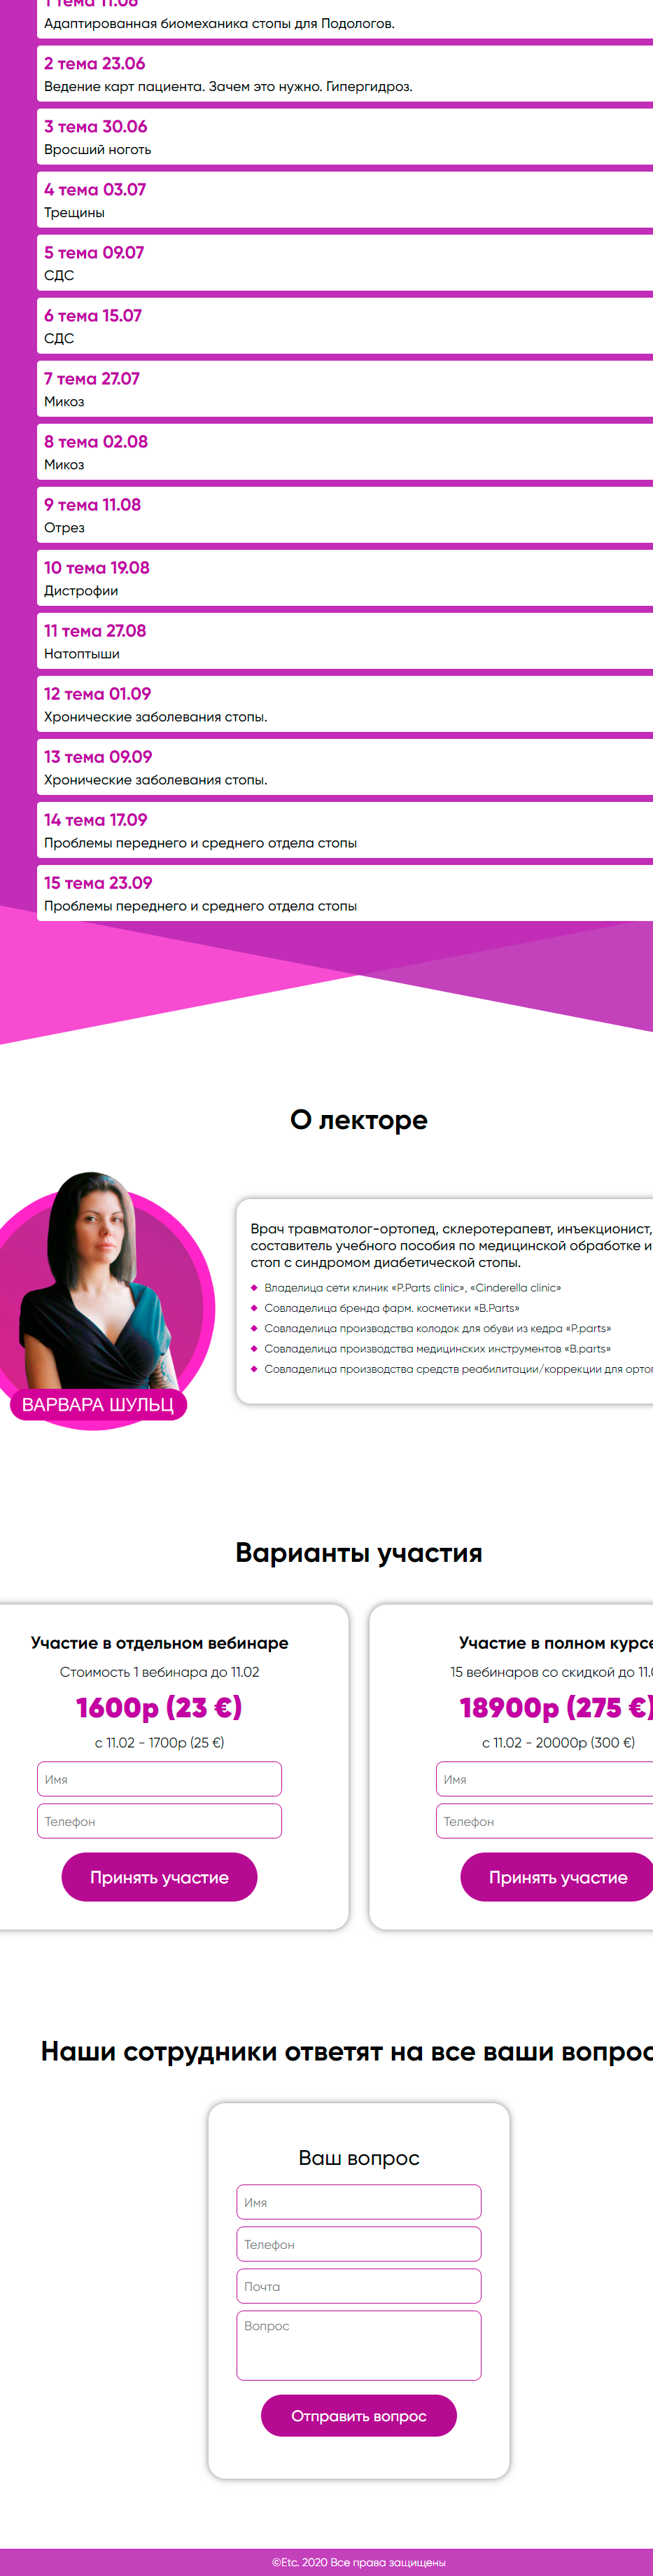 1 тема 11.06
Адаптированная биомеханика стопы для Подологов.
2 тема 23.06
Ведение карт пациента. Зачем это нужно. Гипергидроз.
3 тема 30.06
Вросший ноготь
4 тема 03.07
Трещины
5 тема 09.07
СДС
6 тема 15.07
СДС
7 тема 27.07
Микоз
8 тема 02.08
Микоз
9 тема 11.08
Отрез
10 тема 19.08
Дистрофии
11 тема 27.08
Натоптыши
12 тема 01.09
Хронические заболевания стопы.
13 тема 09.09
Хронические заболевания стопы.
14 тема 17.09
Проблемы переднего и среднего отдела стопы
15 тема 23.09
Проблемы переднего и среднего отдела стопы
О лекторе
Врач травматолог-ортопед, склеротерапевт, инъекционист,
составитель учебного пособия по медицинской обработке и
стоп с синдромом диабетической стопы.
Владелица сети клиник «P.Parts clinic», «Cinderella clinic»
Совладелица бренда фарм. косметики «B.Parts»
Совладелица производства колодок для обуви из кедра «P.parts»
Совладелица производства медицинских инструментов «B.parts»
Совладелица производства средств реабилитации/коррекции для
ВАРВАРА ШУЛЬЦ
Варианты участия
Участие в отдельном вебинаре
Стоимость 1 вебинара до 11.02
1600р (23 €)
с 11.02 - 1700р (25 €)
Имя
Телефон
Принять участие
Участие в полном курсе
15 вебинаров со скидкой до
18900р (275 €)
с 11.02 - 20000р (300 €)
Имя
Телефон
Принять участие
Наши сотрудники ответят на все ваши
Ваш вопрос
Имя
Телефон
Почта
Вопрос
Отправить вопрос
©Etc. 2020 Все права защищены